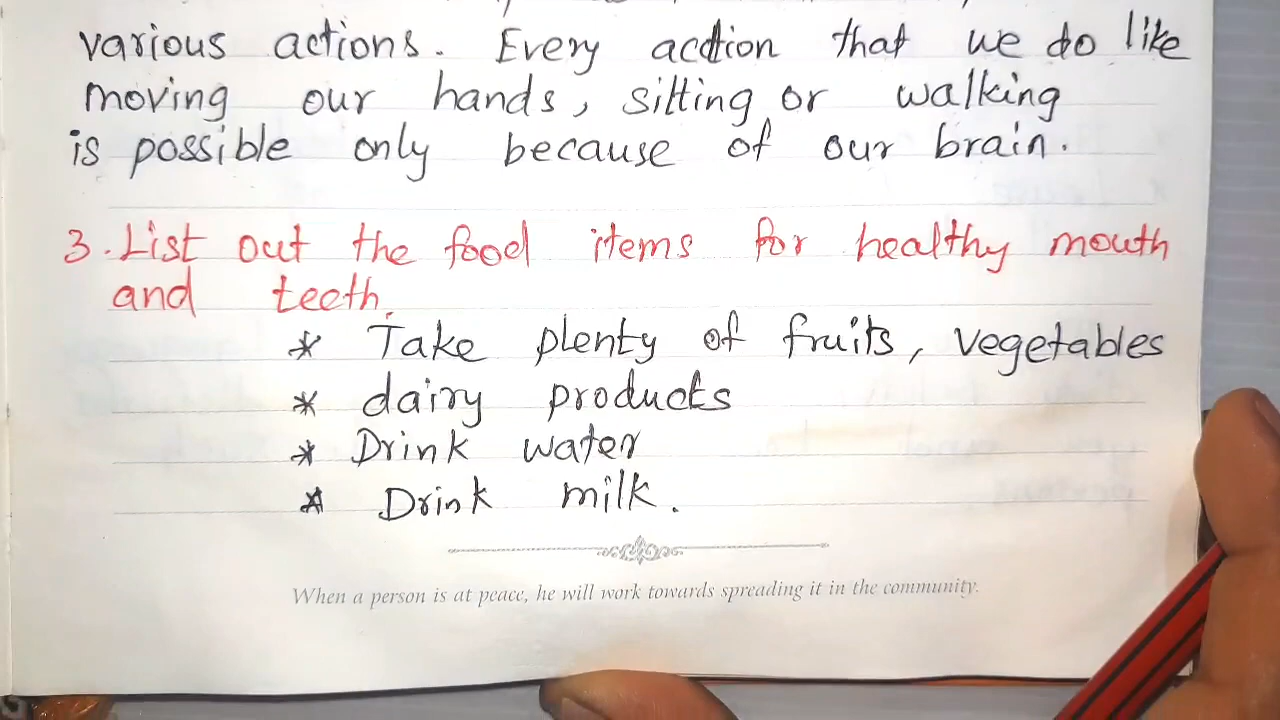 various actions. Every action that we do like
moving our hands, sitting or walking
is possible only because of our brain.
3. List out the food items for healthy mouth
and teeth.
* Take plenty of fruits, vegetables
* dairy products
* Drink water
* Drink milk.
When a person is at peace, he will work towards spreading it in the community.